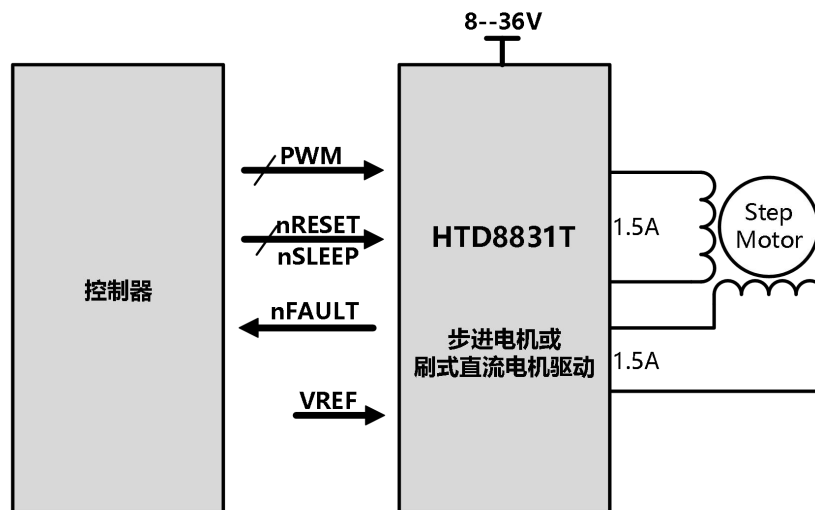 8--36V
PWM
nRESET
nSLEEP
nFAULT
VREF
控制器
HTD8831T
步进电机或
刷式直流电机驱动
1.5A
Step
Motor
1.5A